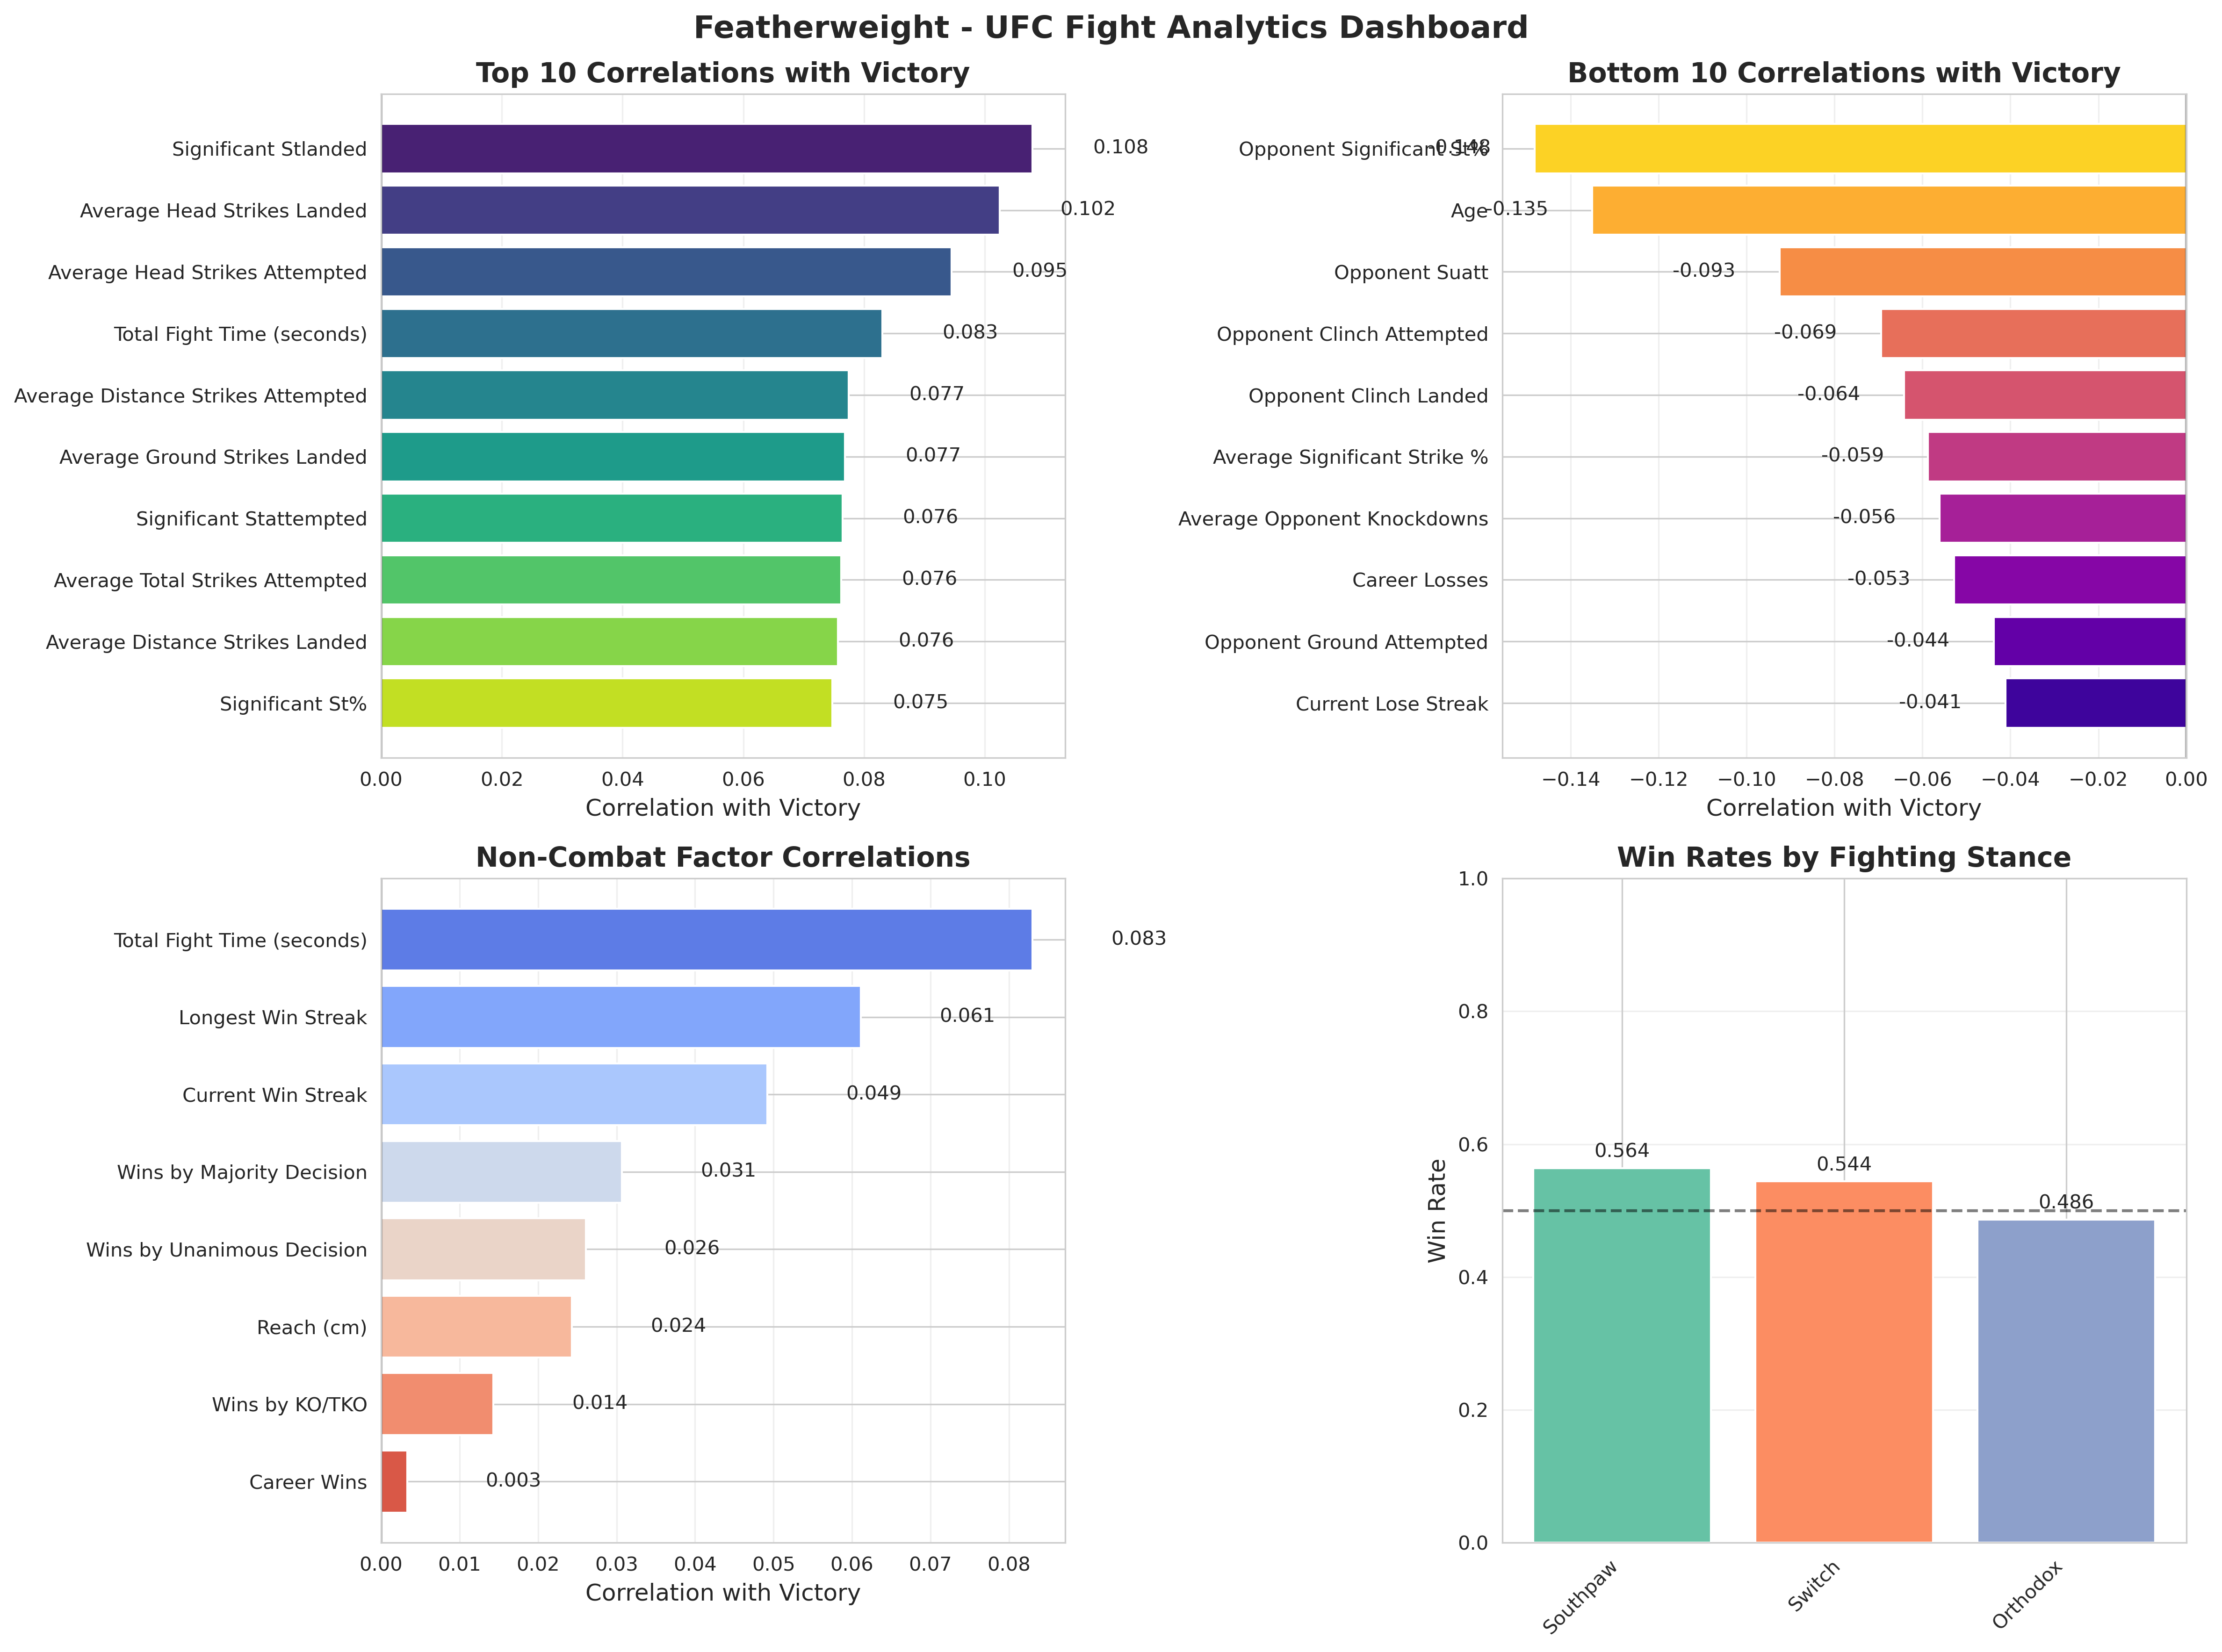 Featherweight - UFC Fight Analytics Dashboard
Top 10 Correlations with Victory
Significant Stlanded
0.108
Average Head Strikes Landed
0.102
Average Head Strikes Attempted
0.095
Total Fight Time (seconds)
0.083
Average Distance Strikes Attempted
0.077
Average Ground Strikes Landed
0.077
Significant Stattempted
0.076
Average Total Strikes Attempted
0.076
Average Distance Strikes Landed
0.076
Significant St%
0.075
0.00 0.02 0.04 0.06 0.08 0.10
Correlation with Victory
Bottom 10 Correlations with Victory
Opponent Significant St%
-0.148
Age
-0.135
Opponent Suatt
-0.093
Opponent Clinch Attempted
-0.069
Opponent Clinch Landed
-0.064
Average Significant Strike %
-0.059
Average Opponent Knockdowns
-0.056
Career Losses
-0.053
Opponent Ground Attempted
-0.044
Current Lose Streak
-0.041
−0.14 −0.12 −0.10 −0.08 −0.06 −0.04 −0.02 0.00
Correlation with Victory
Non-Combat Factor Correlations
Total Fight Time (seconds)
0.083
Longest Win Streak
0.061
Current Win Streak
0.049
Wins by Majority Decision
0.031
Wins by Unanimous Decision
0.026
Reach (cm)
0.024
Wins by KO/TKO
0.014
Career Wins
0.003
0.00 0.01 0.02 0.03 0.04 0.05 0.06 0.07 0.08
Correlation with Victory
Win Rates by Fighting Stance
Win Rate
1.0
0.8
0.6
0.4
0.2
0.0
0.564
0.544
0.486
Southpaw
Switch
Orthodox